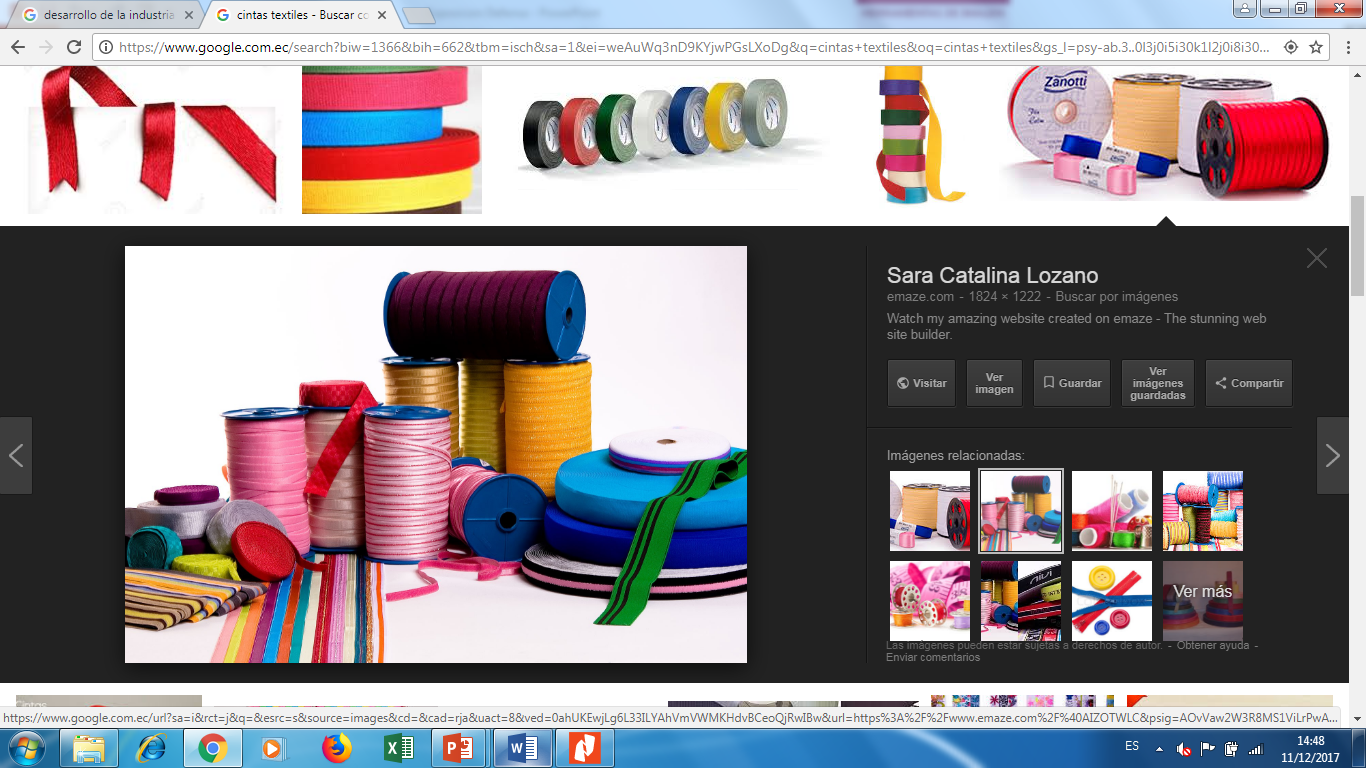 desarrollo de la industria
cintas textiles - Buscar co
https://www.google.com.ec/search?biw=1366&bih=662&tbm=isch&sa=1&ei=weAuWq3nD9KYjwPGsLXoDg&q=cintas+textiles&oq=cintas+textiles&gs_l=psy-ab.3..0l3j0i5i30k1l2j0i8i30...
Zanotti
Sara Catalina Lozano
emaze.com - 1824 × 1222 - Buscar por imágenes
Watch my amazing website created on emaze - The stunning web
site builder.
Visitar
Ver
imagen
Guardar
Ver
imágenes
guardadas
Compartir
Imágenes relacionadas:
Ver más
Las imágenes pueden estar sujetas a derechos de autor. - Obtener ayuda -
Enviar comentarios
Cintas
https://www.google.com.ec/url?sa=i&rct=j&q=&esrc=s&source=images&cd=&cad=rja&uact=8&ved=0ahUKEwjLg6L33ILYAhVmVWMKHdvBCeoQjRwIBw&url=https%3A%2F%2Fwww.emaze.com%2F%40AIZOTWLC&psig=AOvVaw2W3R8MS1ViLrPwA...
ES
14:48
11/12/2017